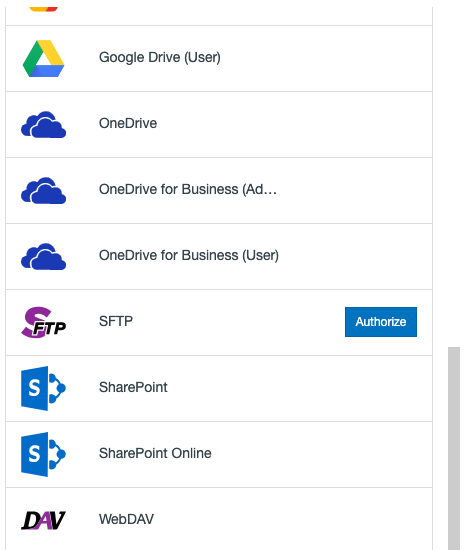 Google Drive (User)
OneDrive
OneDrive for Business (Ad...
OneDrive for Business (User)
SFTP
SFTP
Authorize
S
SharePoint
S
SharePoint Online
DAV
WebDAV